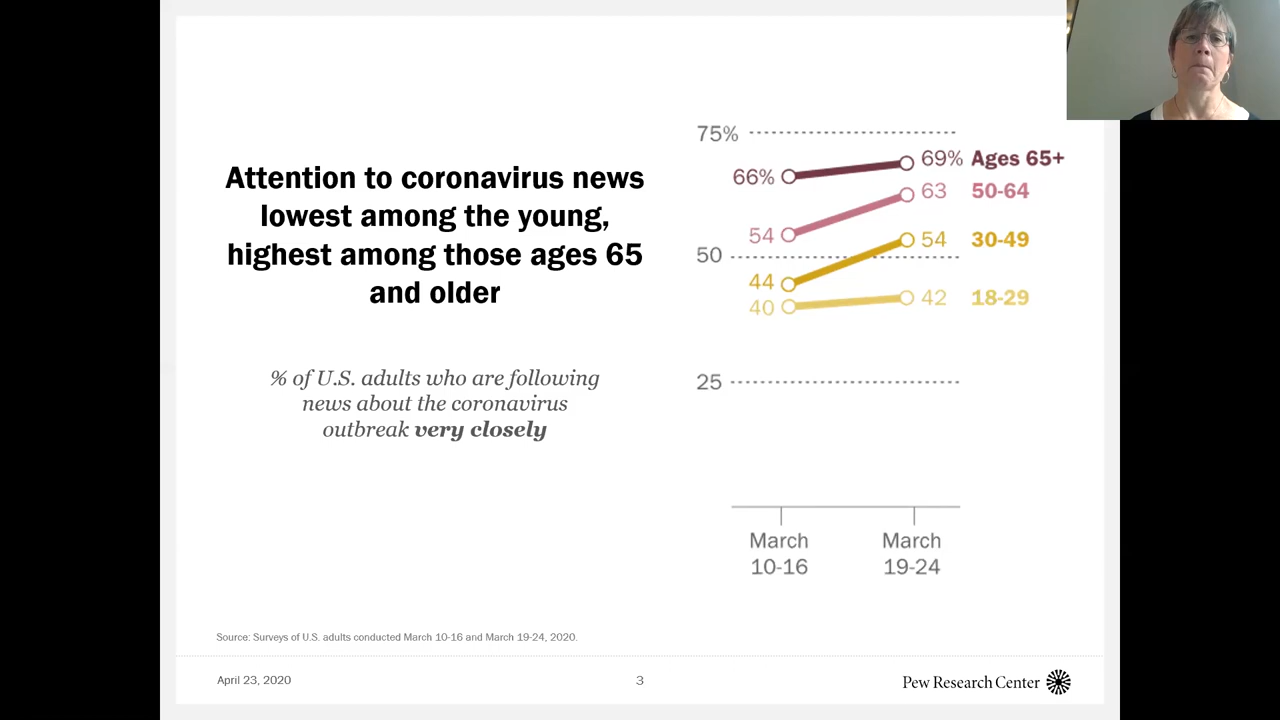 Attention to coronavirus news
lowest among the young,
highest among those ages 65
and older
% of U.S. adults who are following
news about the coronavirus
outbreak very closely
75%
66%
69% Ages 65+
54
63 50-64
50
44
54 30-49
40
42 18-29
25
March
10-16
March
19-24
Source: Surveys of U.S. adults conducted March 10-16 and March 19-24, 2020.
April 23, 2020
3
Pew Research Center